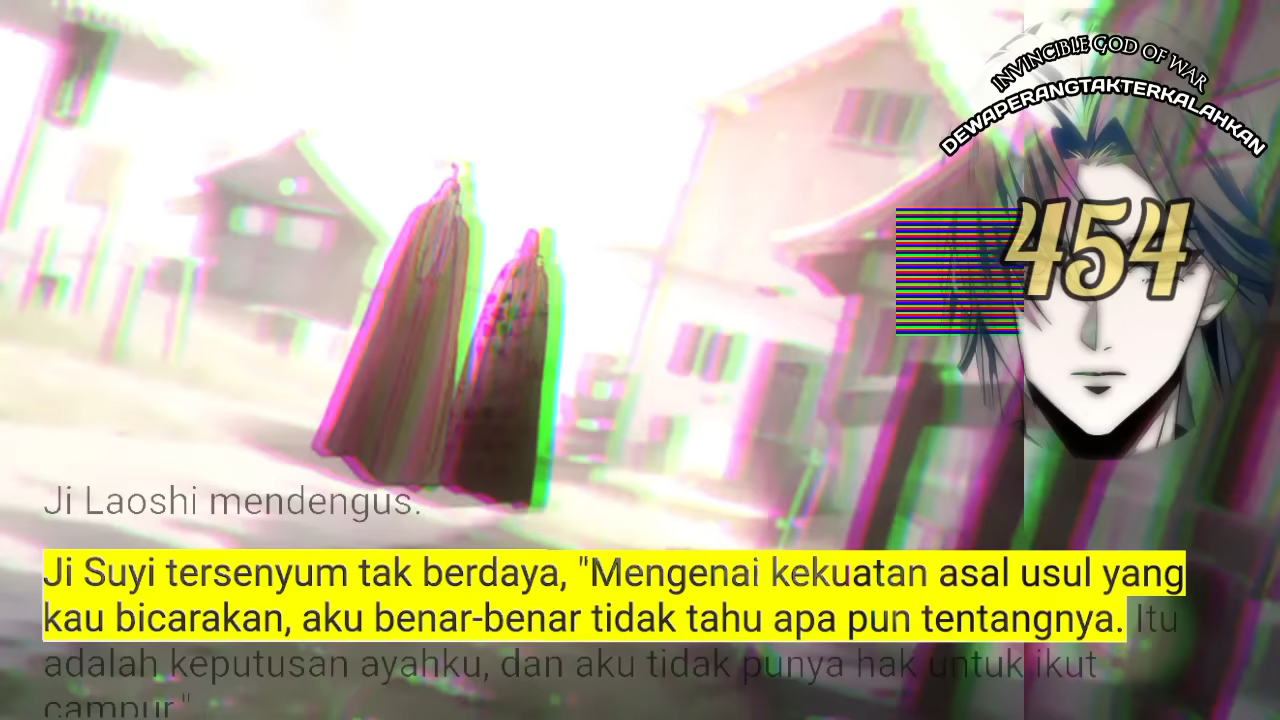 INVINCIBLE GOD OF WAR
DEWAPERANGTAKTERKALAHKAN
454
Ji Laoshi mendengus.
Ji Suyi tersenyum tak berdaya, "Mengenai kekuatan asal usul yang
kau bicarakan, aku benar-benar tidak tahu apa pun tentangnya. Itu
adalah keputusan ayahku, dan aku tidak punya hak untuk ikut
campur."